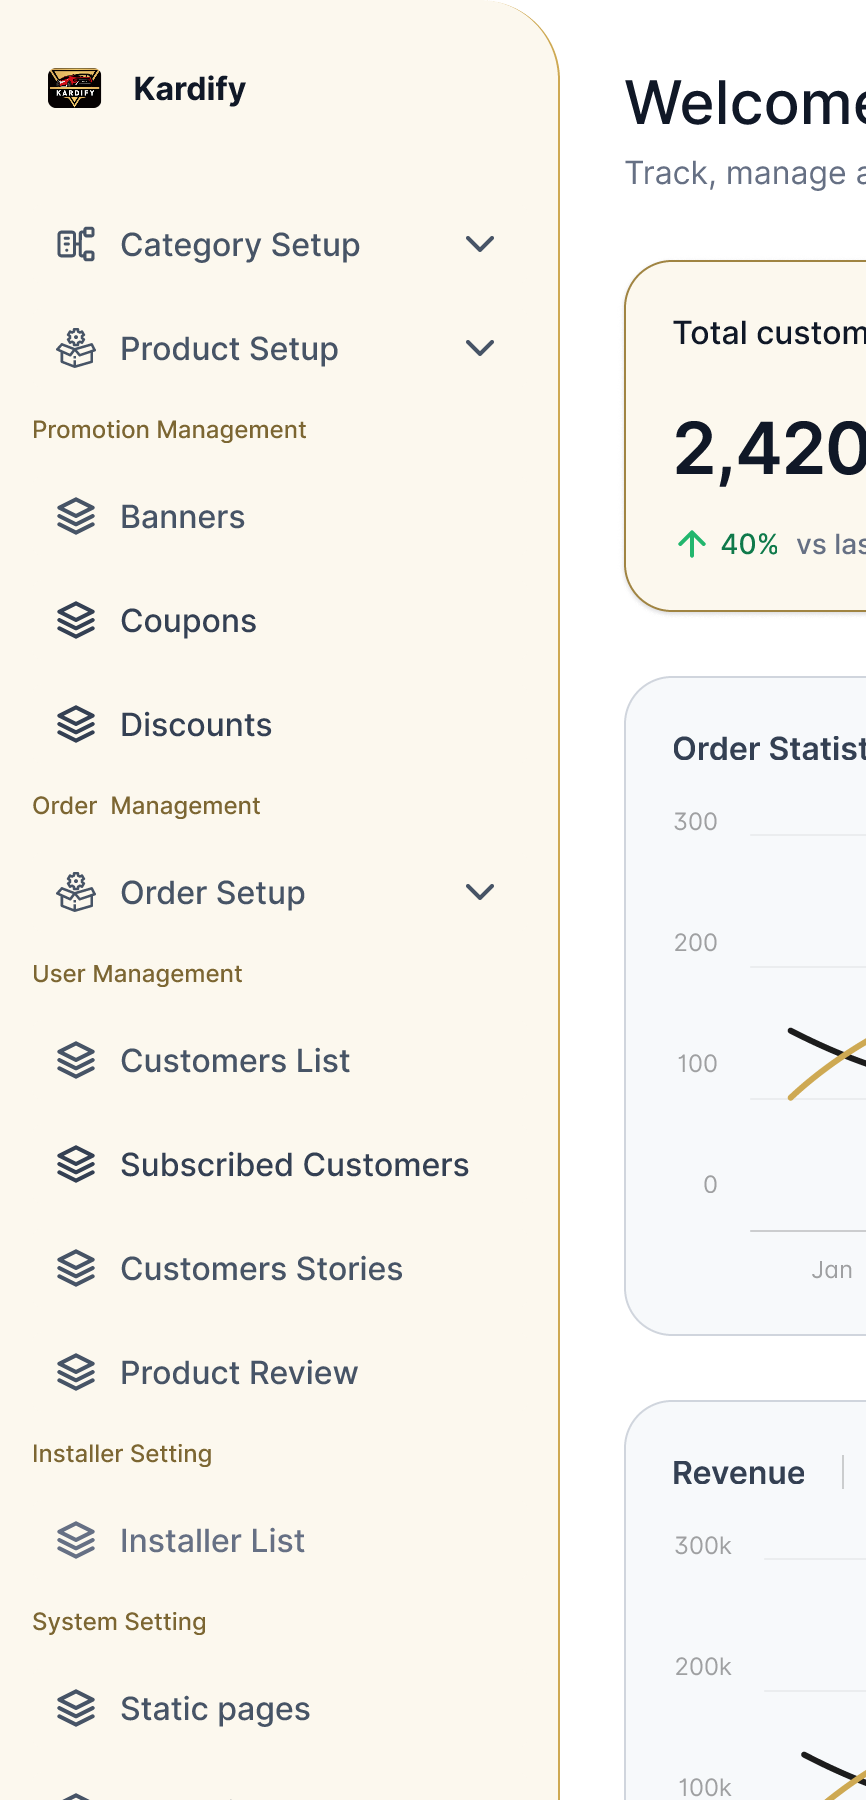 KARDIFY
Kardify
Category Setup
Product Setup
Promotion Management
Banners
Coupons
Discounts
Order  Management
Order Setup
User Management
Customers List
Subscribed Customers
Customers Stories
Product Review
Installer Setting
Installer List
System Setting
Static pages
Welcome
Track, manage a
Total custom
2,420
40% vs las
Order Statist
300
200
100
0
Jan
Revenue
300k
200k
100k